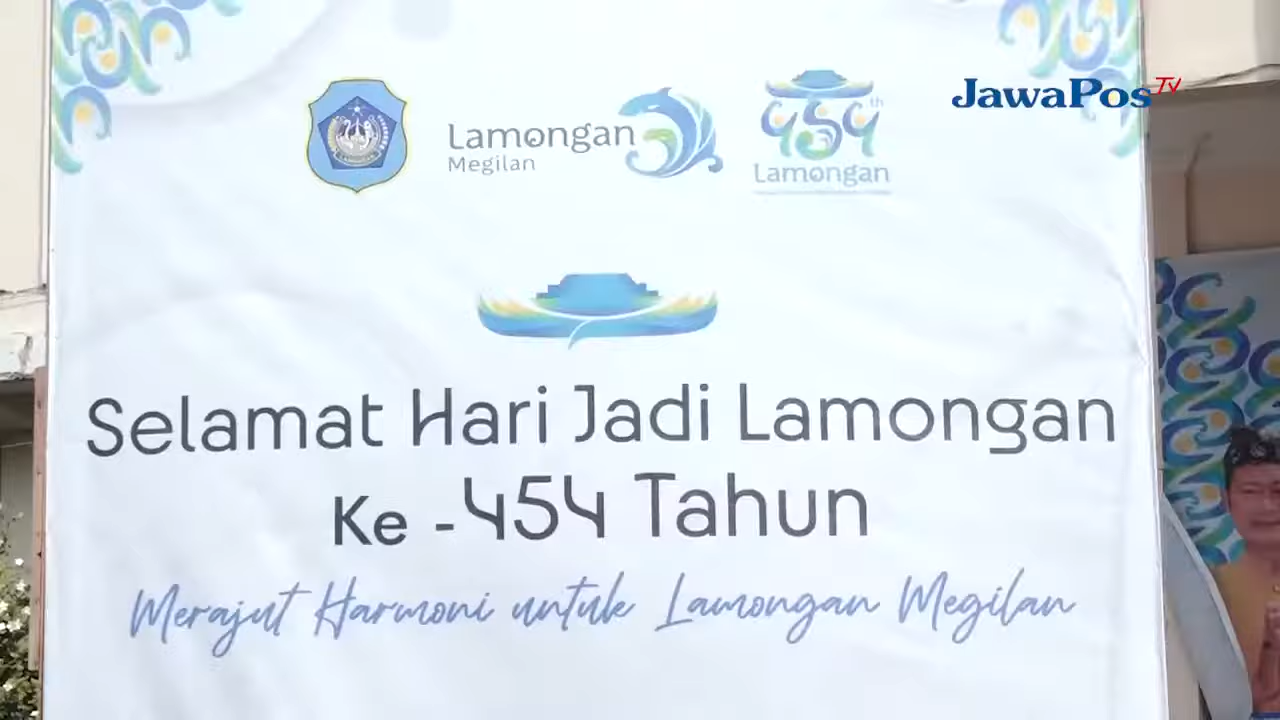 JawaPos TV
Lamongan
Megilan
454th
Lamongan
Selamat Hari Jadi Lamongan
Ke - 454 Tahun
Merajut Harmoni untuk Lamongan Megilan